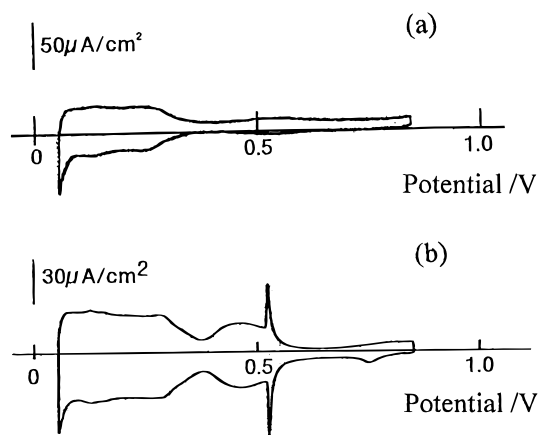 (a)
50μA/cm²
0 0.5 1.0
Potential /V
(b)
30μA/cm2
0 0.5 1.0
Potential /V